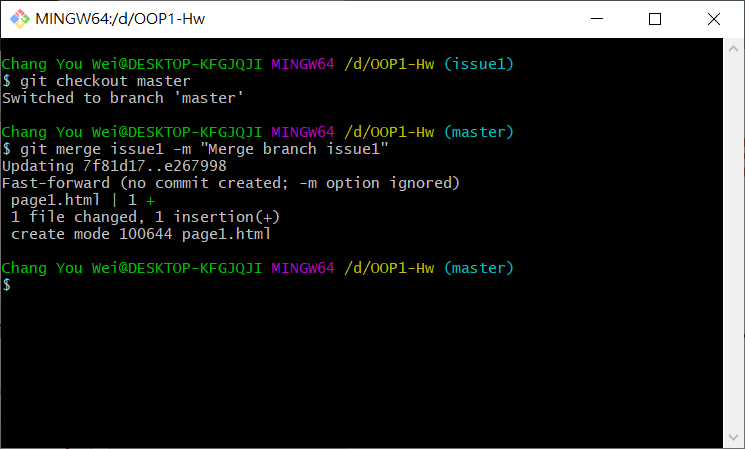 MINGW64:/d/OOP1-Hw
Chang You Wei@DESKTOP-KFGJQJI MINGW64 /d/OOP1-Hw (issue1)
$ git checkout master
Switched to branch 'master'
Chang You Wei@DESKTOP-KFGJQJI MINGW64 /d/OOP1-Hw (master)
$ git merge issue1 -m "Merge branch issue1"
Updating 7f81d17..e267998
Fast-forward (no commit created; -m option ignored)
 page1.html | 1 +
 1 file changed, 1 insertion(+)
 create mode 100644 page1.html
Chang You Wei@DESKTOP-KFGJQJI MINGW64 /d/OOP1-Hw (master)
$